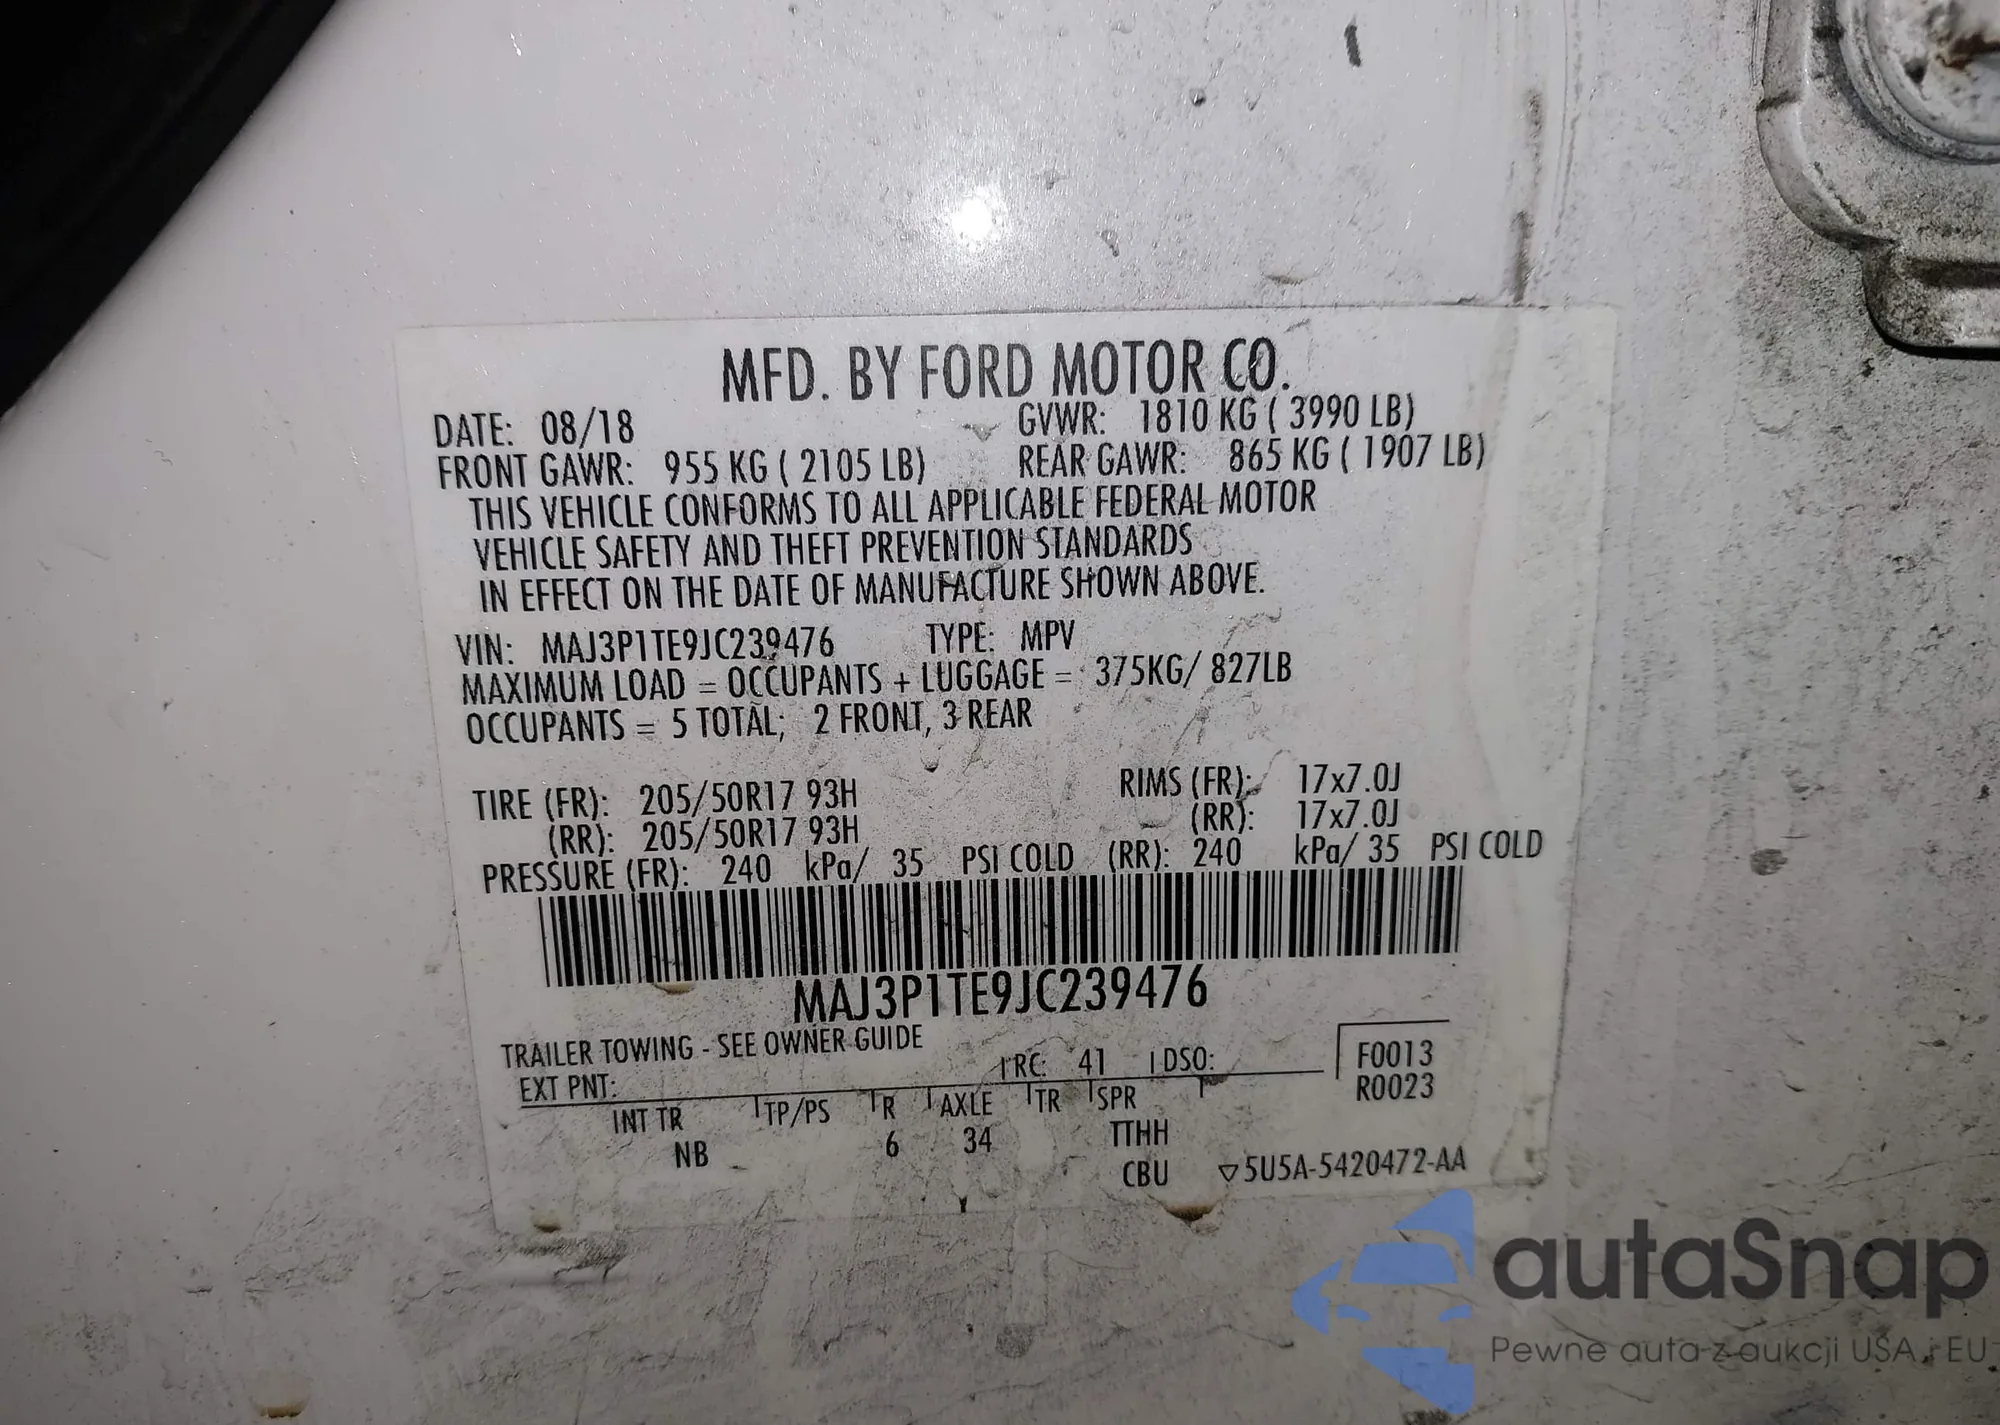 MFD. BY FORD MOTOR CO.
DATE: 08/18 GVWR: 1810 KG ( 3990 LB)
FRONT GAWR: 955 KG ( 2105 LB) REAR GAWR: 865 KG ( 1907 LB)
THIS VEHICLE CONFORMS TO ALL APPLICABLE FEDERAL MOTOR
VEHICLE SAFETY AND THEFT PREVENTION STANDARDS
IN EFFECT ON THE DATE OF MANUFACTURE SHOWN ABOVE.
VIN: MAJ3P1TE9JC239476 TYPE: MPV
MAXIMUM LOAD = OCCUPANTS + LUGGAGE = 375KG/ 827LB
OCCUPANTS = 5 TOTAL; 2 FRONT, 3 REAR
TIRE (FR): 205/50R17 93H RIMS (FR): 17x7.0J
(RR): 205/50R17 93H (RR): 17x7.0J
PRESSURE (FR): 240 kPa/ 35 PSI COLD (RR): 240 kPa/ 35 PSI COLD
MAJ3P1TE9JC239476
TRAILER TOWING - SEE OWNER GUIDE
EXT PNT: RC: 41 DSO: F0013
R0023
INT TR TP/PS R AXLE TR SPR
NB 6 34 TTHH
CBU ▽5U5A-5420472-AA
autaSnap
Pewne auta z aukcji USA i EU